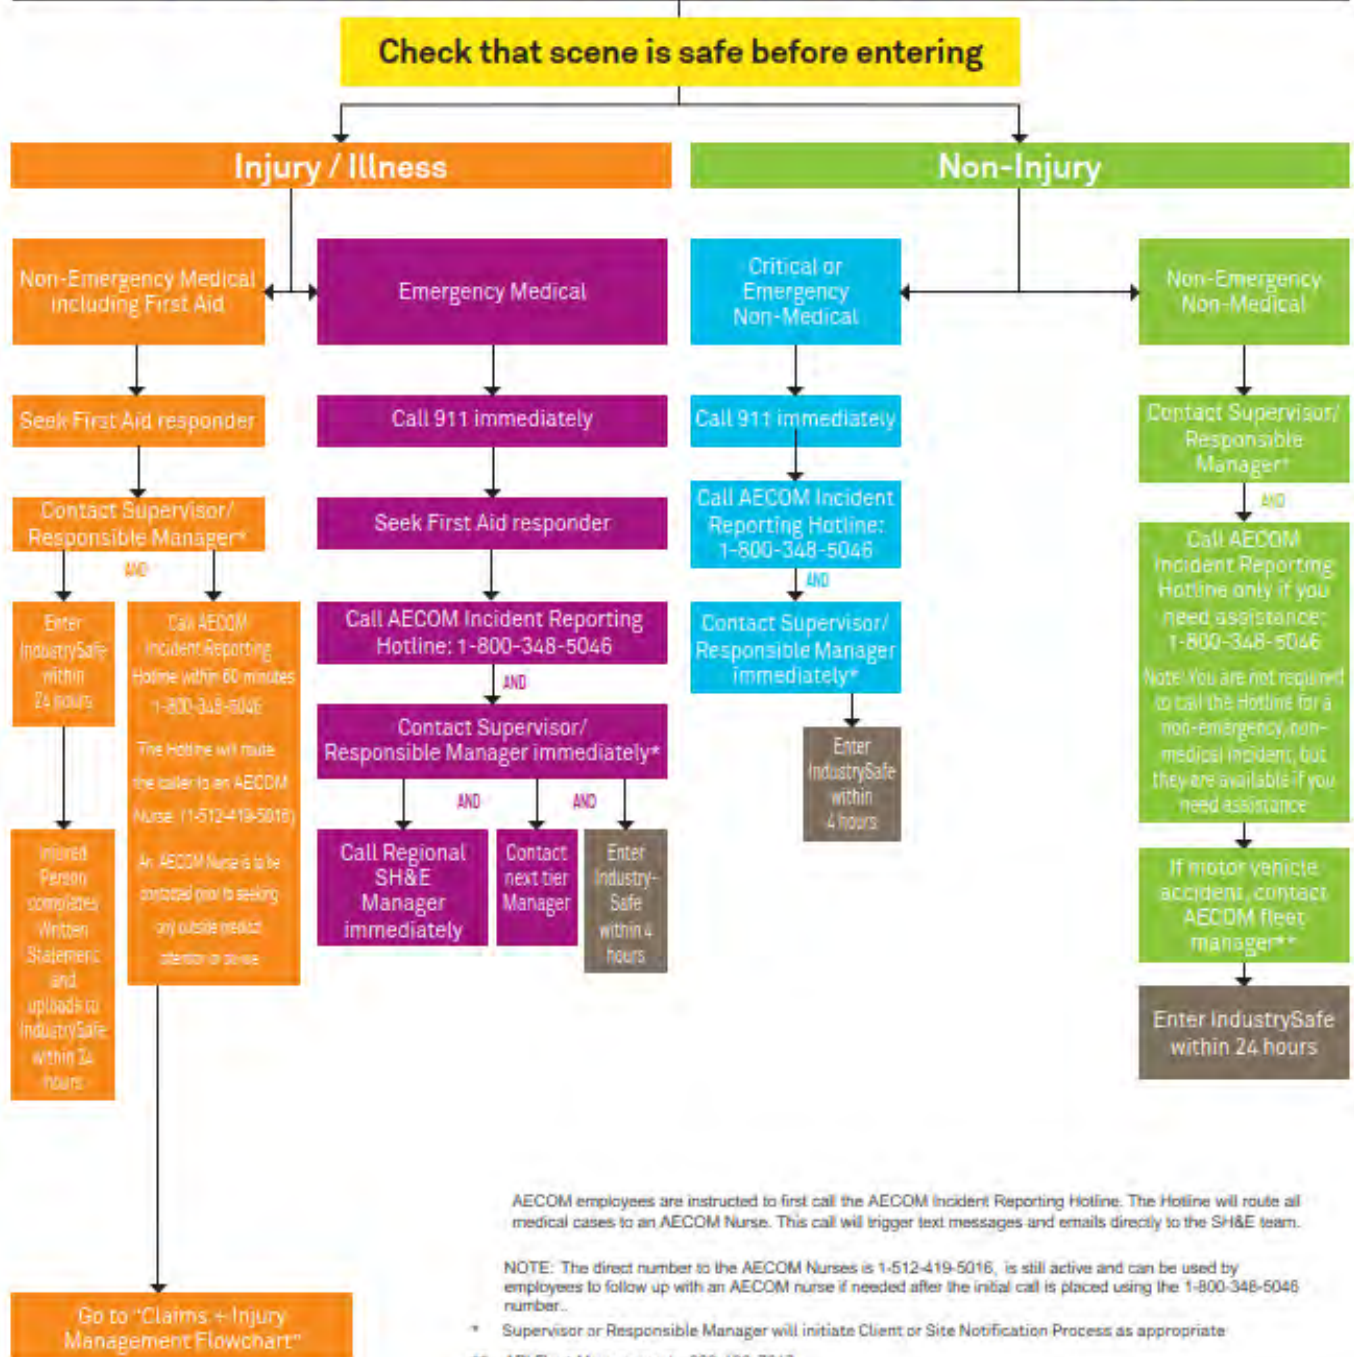 Check that scene is safe before entering
Injury / Illness
Non-Injury
Non-Emergency Medical
including First Aid
Emergency Medical
Critical or
Emergency
Non-Medical
Non-Emergency
Non-Medical
Seek First Aid responder
Call 911 immediately
Call 911 immediately
Contact Supervisor/
Responsible
Manager*
Contact Supervisor/
Responsible Manager*
Seek First Aid responder
Call AECOM Incident
Reporting Hotline:
1-800-348-5046
AND
AND
AND
Enter
IndustrySafe
within
24 hours
Call AECOM
Incident Reporting
Hotline within 60 minutes
1-800-348-5046
The Hotline will route
the caller to an AECOM
Nurse (1-512-419-5016)
An AECOM Nurse is to be
contacted prior to seeking
any outside medical
attention or service
Call AECOM Incident Reporting
Hotline: 1-800-348-5046
AND
Contact Supervisor/
Responsible Manager immediately*
Contact Supervisor/
Responsible Manager
immediately*
Call AECOM
Incident Reporting
Hotline only if you
need assistance:
1-800-348-5046
Note: You are not required
to call the Hotline for a
non-emergency, non-
medical incident, but
they are available if you
need assistance
Enter
IndustrySafe
within
4 hours
AND
AND
Injured
Person
completes
Written
Statement
and
uploads to
IndustrySafe
within 24
hours
Call Regional
SH&E
Manager
immediately
Contact
next tier
Manager
Enter
Industry-
Safe
within 4
hours
If motor vehicle
accident, contact
AECOM fleet
manager**
Enter IndustrySafe
within 24 hours
AECOM employees are instructed to first call the AECOM Incident Reporting Hotline. The Hotline will route all
medical cases to an AECOM Nurse. This call will trigger text messages and emails directly to the SH&E team.
NOTE: The direct number to the AECOM Nurses is 1-512-419-5016, is still active and can be used by
employees to follow up with an AECOM nurse if needed after the initial call is placed using the 1-800-348-5046
number..
* Supervisor or Responsible Manager will initiate Client or Site Notification Process as appropriate
Go to "Claims + Injury
Management Flowchart"